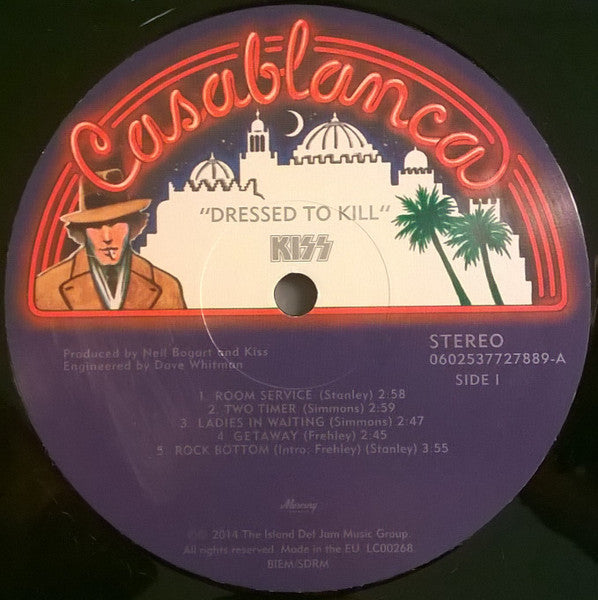 Casablanca
"DRESSED TO KILL"
KISS
STEREO
0602537727889-A
SIDE I
Produced by Neil Bogart and Kiss
Engineered by Dave Whitman
1. ROOM SERVICE (Stanley) 2:58
2. TWO TIMER (Simmons) 2:59
3. LADIES IN WAITING (Simmons) 2:47
4. GETAWAY (Frehley) 2:45
5. ROCK BOTTOM (Intro: Frehley) (Stanley) 3.55
Mercury
℗© 2014 The Island Def Jam Music Group.
All rights reserved. Made in the EU. LC00268
BIEM/SDRM